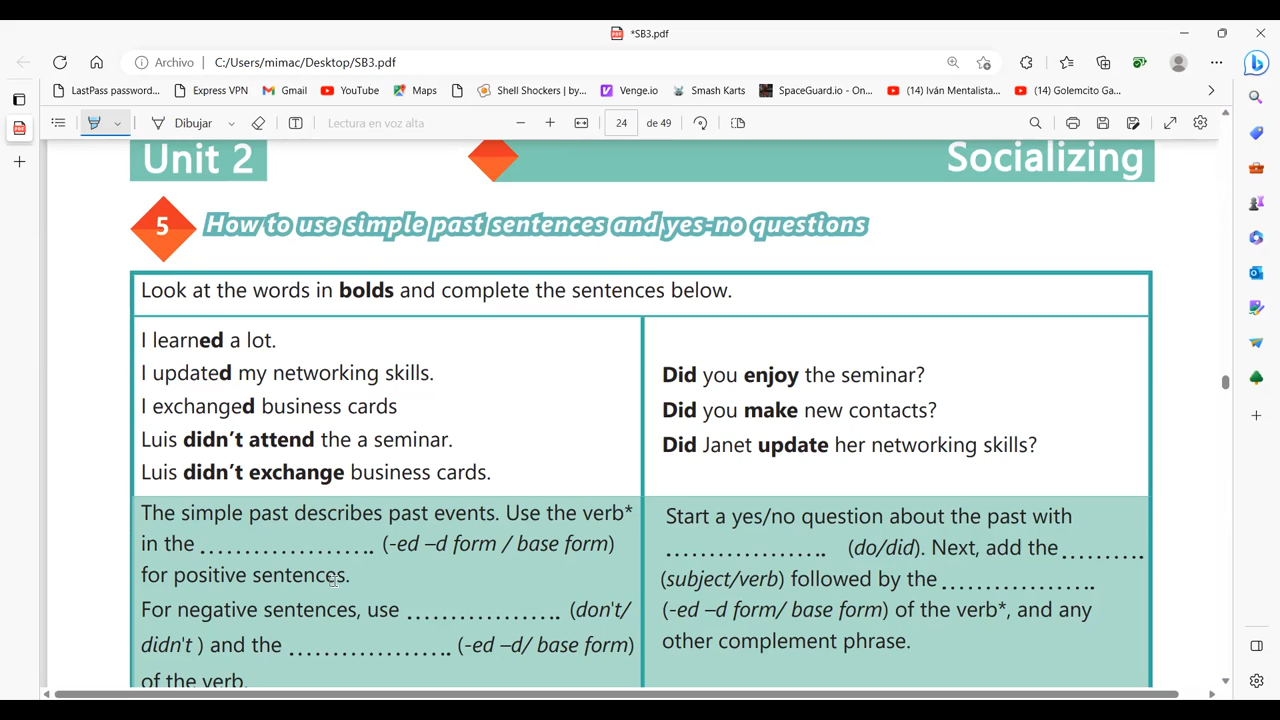 *SB3.pdf
Archivo C:/Users/mimac/Desktop/SB3.pdf
LastPass password... Express VPN Gmail YouTube Maps Shell Shockers | by... Venge.io Smash Karts SpaceGuard.io - On... (14) Iván Mentalista... (14) Golemcito Ga...
Dibujar Lectura en voz alta 24 de 49
Unit 2 Socializing
5 How to use simple past sentences and yes-no questions
Look at the words in bolds and complete the sentences below.
I learned a lot.
I updated my networking skills.
I exchanged business cards
Luis didn't attend the a seminar.
Luis didn't exchange business cards.
Did you enjoy the seminar?
Did you make new contacts?
Did Janet update her networking skills?
The simple past describes past events. Use the verb*
in the .................... (-ed –d form / base form)
for positive sentences.
For negative sentences, use .................. (don't/
didn't ) and the .................... (-ed –d/ base form)
of the verb.
Start a yes/no question about the past with
................... (do/did). Next, add the..........
(subject/verb) followed by the ..................
(-ed –d form/ base form) of the verb*, and any
other complement phrase.